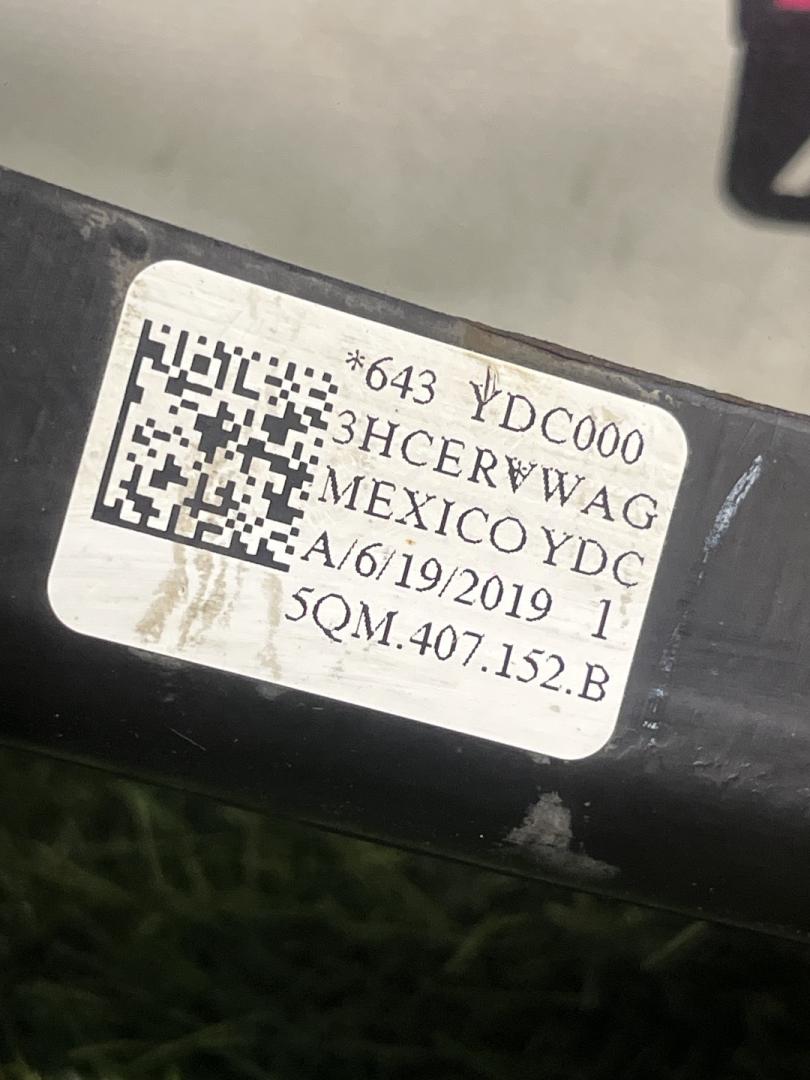 *643 YDC000
3HCERVWAG
MEXICO YDC
A/6/19/2019 1
5QM.407.152.B